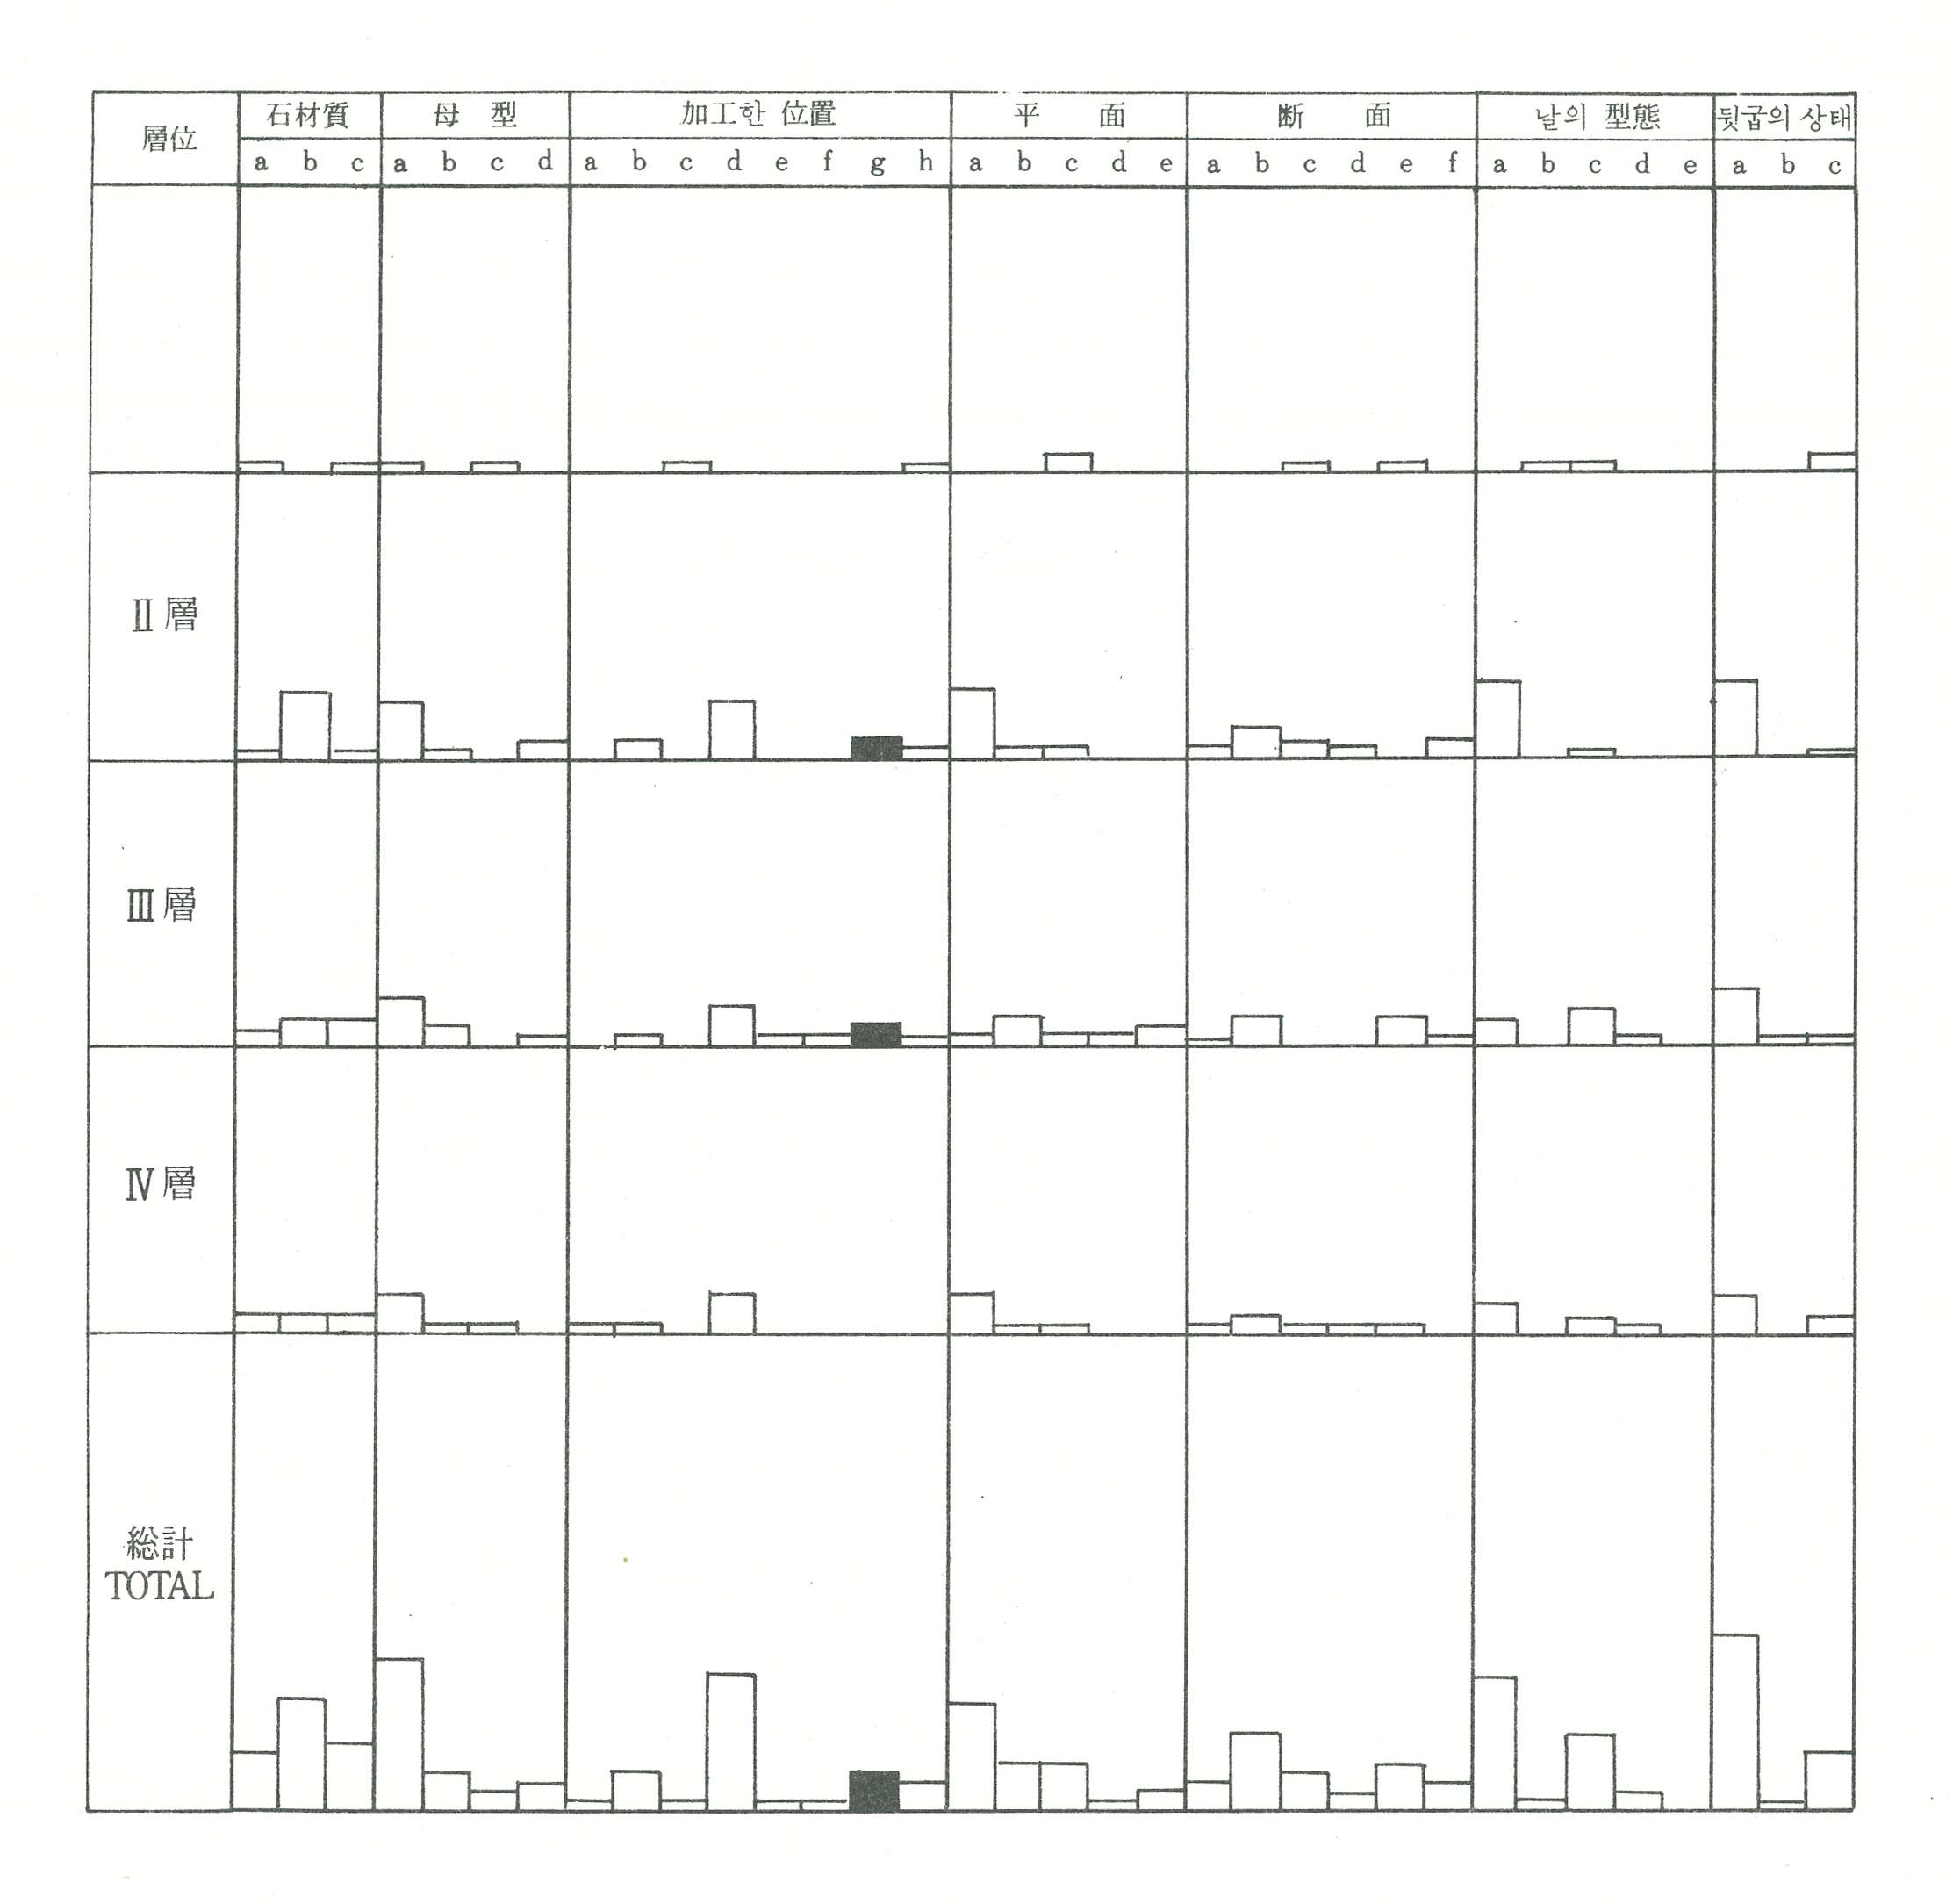 層位 石材質 母 型 加工한 位置 平 面 断 面 날의 型態 뒷굽의 상태
a b c a b c d a b c d e f g h a b c d e a b c d e f a b c d e a b c
Ⅱ層
Ⅲ層
Ⅳ層
総計
TOTAL